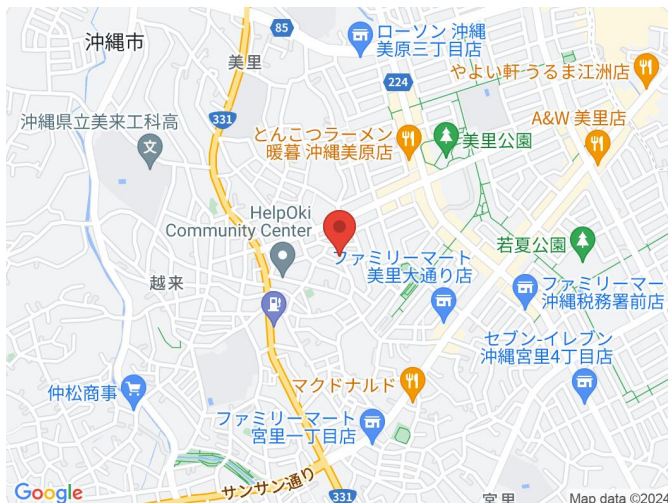 85
ローソン 沖縄
美原三丁目店
沖縄市
美里
やよい軒 うるま江洲店
224
A&W 美里店
沖縄県立美来工科高
331
文
とんこつラーメン
暖暮 沖縄美原店
美里公園
HelpOki
Community Center
若夏公園
ファミリーマート
美里大通り店
越来
ファミリーマー
沖縄税務署前店
セブン-イレブン
沖縄宮里4丁目店
仲松商事
マクドナルド
ファミリーマート
宮里一丁目店
サンサン通り
331
宮里
Google
Map data ©2024